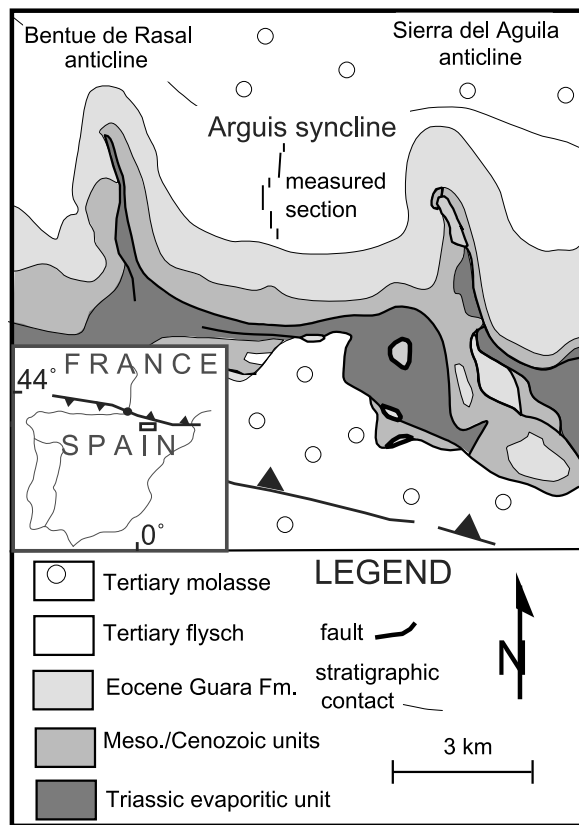 Bentue de Rasal
anticline
Sierra del Aguila
anticline
Arguis syncline
measured
section
FRANCE
44°
SPAIN
0°
LEGEND
Tertiary molasse
Tertiary flysch
Eocene Guara Fm.
Meso./Cenozoic units
Triassic evaporitic unit
fault
stratigraphic
contact
N
3 km